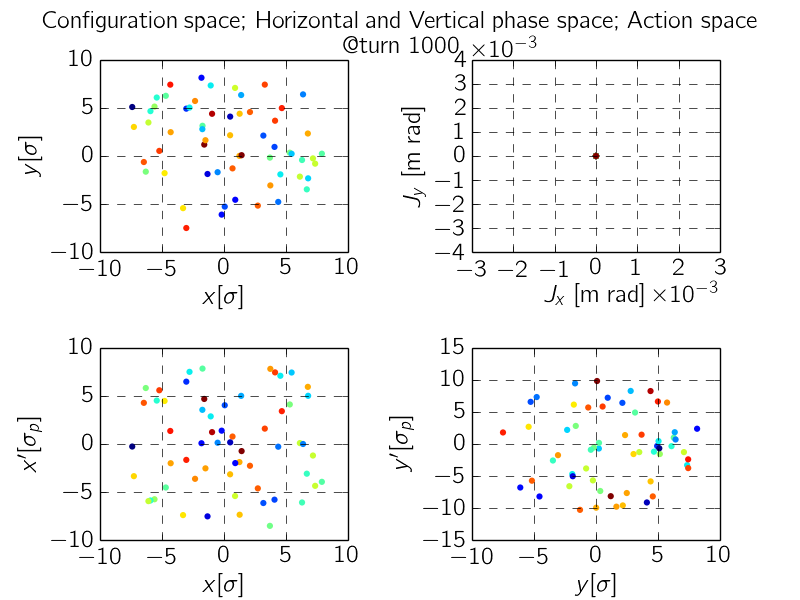 Configuration space; Horizontal and Vertical phase space; Action space
@turn 1000
×10⁻³
10
5
0
−5
−10
y[σ]
−10 −5 0 5 10
x[σ]
4
3
2
1
0
−1
−2
−3
−4
J_y [m rad]
−3 −2 −1 0 1 2 3
J_x [m rad] ×10⁻³
10
5
0
−5
−10
x′[σ_p]
−10 −5 0 5 10
x[σ]
15
10
5
0
−5
−10
−15
y′[σ_p]
−10 −5 0 5 10
y[σ]